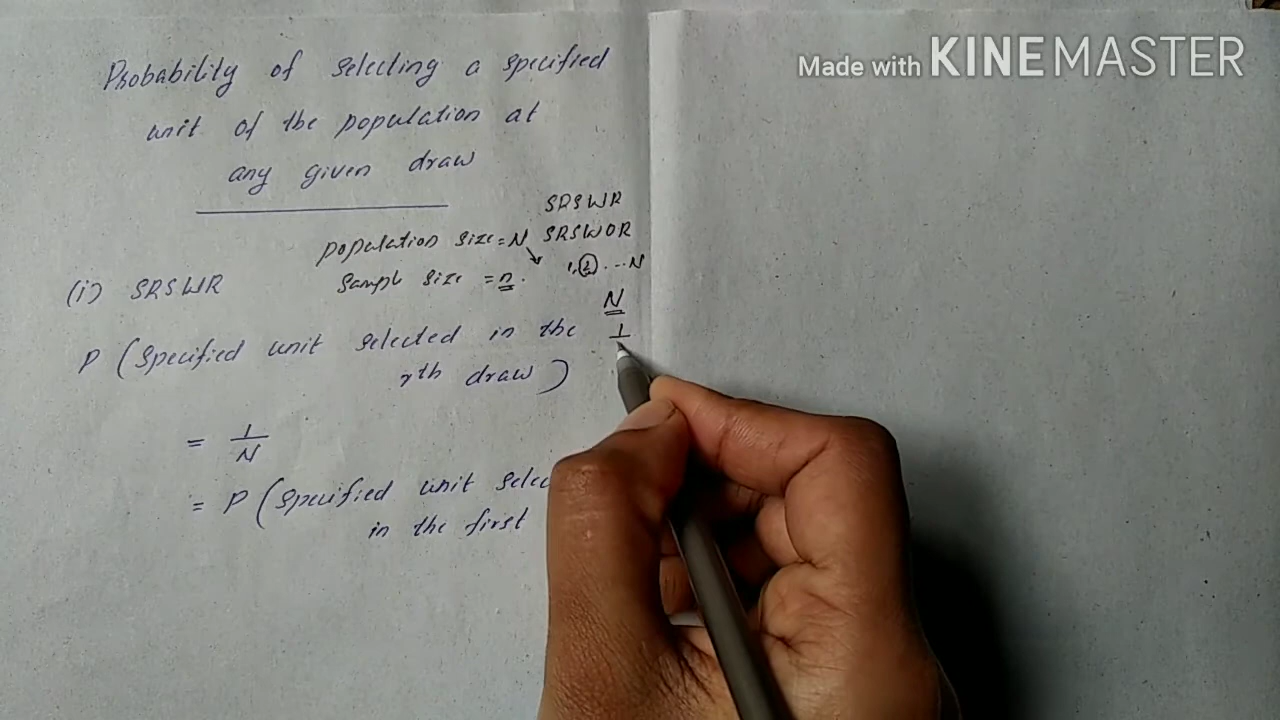 Made with KINEMASTER
Probability of selecting a specified
unit of the population at
any given draw
SRSWR
population size = N SRSWOR
(i) SRSWR sample size = n. 1, 2 ... N
N
P (specified unit selected in the 1
rth draw)
= 1/N
= P (specified unit selec
in the first